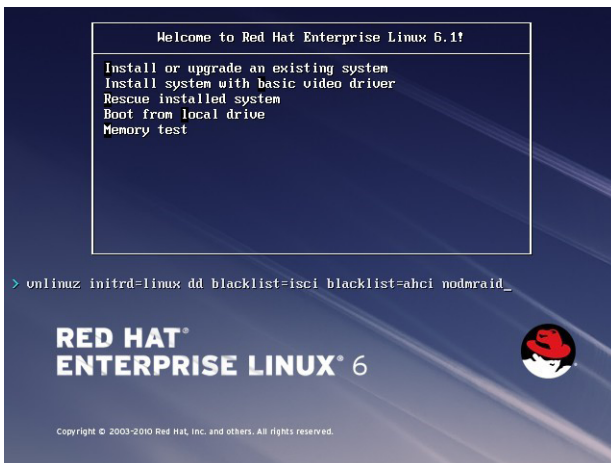 Welcome to Red Hat Enterprise Linux 6.1!
Install or upgrade an existing system
Install system with basic video driver
Rescue installed system
Boot from local drive
Memory test
> vmlinuz initrd=linux dd blacklist=isci blacklist=ahci nodmraid_
RED HAT®
ENTERPRISE LINUX® 6
Copyright © 2003-2010 Red Hat, Inc. and others. All rights reserved.